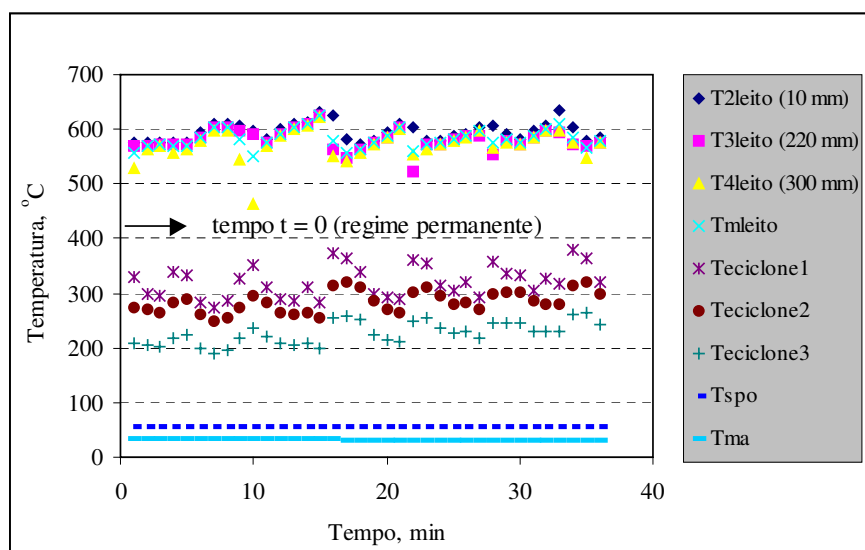 700
600
500
400
300
200
100
0
0
10
20
30
40
Temperatura, °C
Tempo, min
tempo t = 0 (regime permanente)
T2leito (10 mm)
T3leito (220 mm)
T4leito (300 mm)
Tmleito
Teciclone1
Teciclone2
Teciclone3
Tspo
Tma